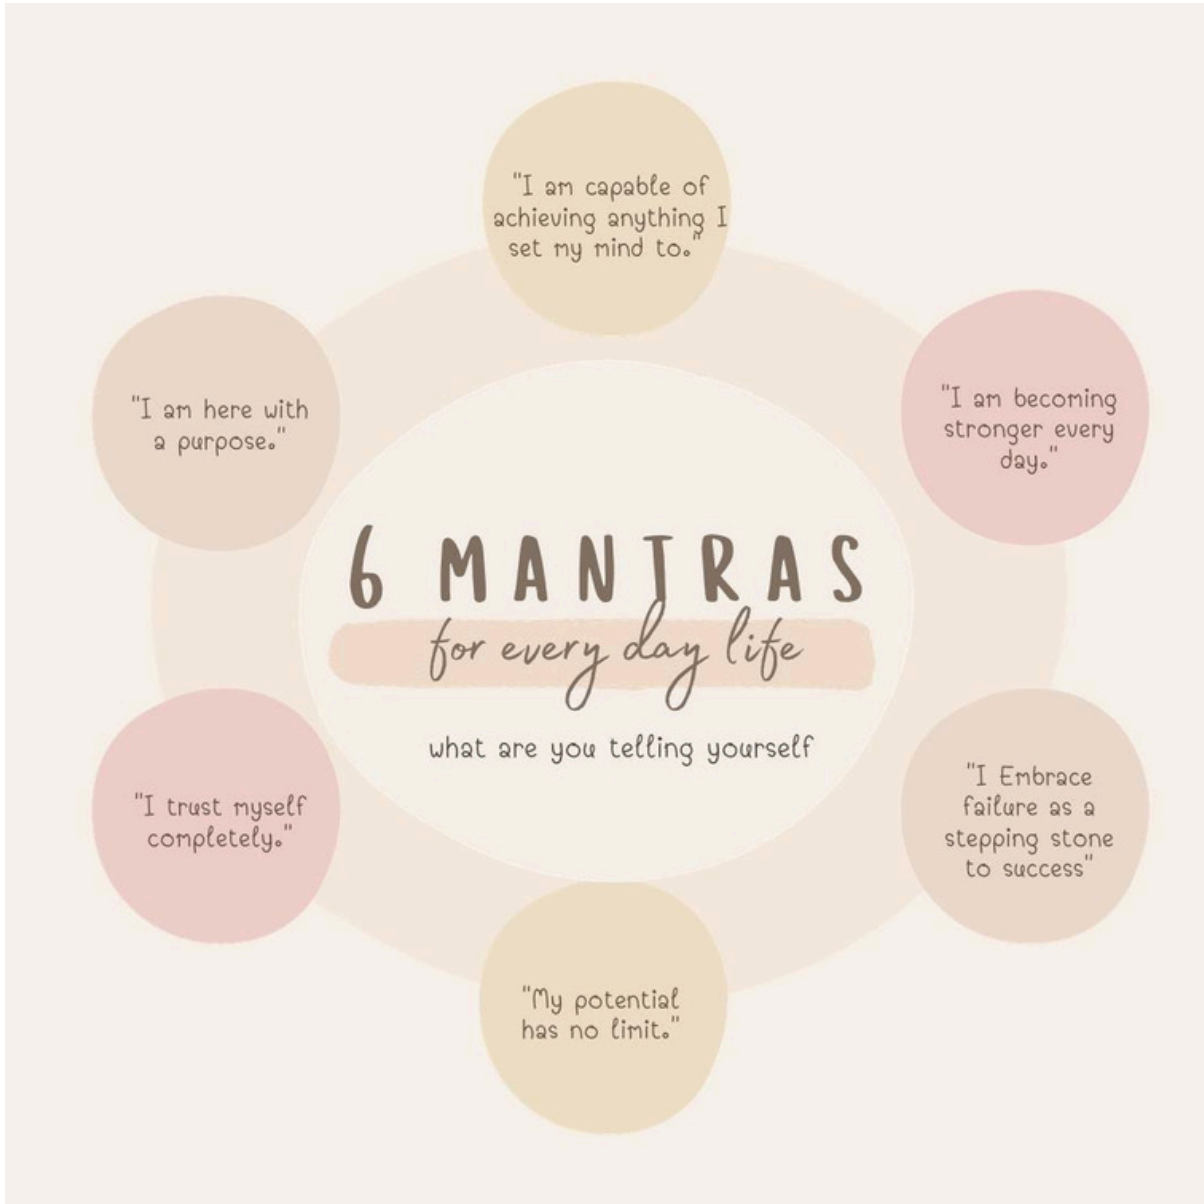 "I am capable of
achieving anything I
set my mind to."
"I am here with
a purpose."
"I am becoming
stronger every
day."
6 MANTRAS
for every day life
what are you telling yourself
"I trust myself
completely."
"I Embrace
failure as a
stepping stone
to success"
"My potential
has no limit."